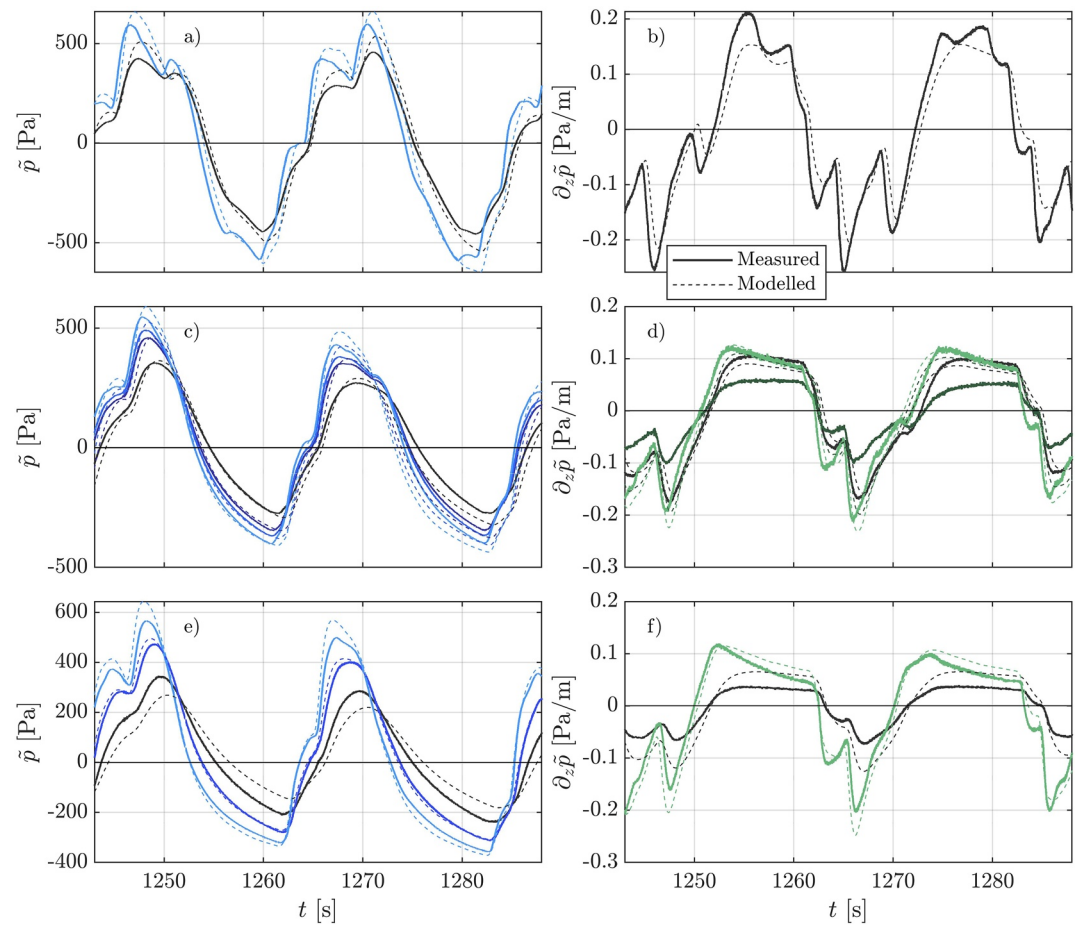 a)
500
0
-500
p̃ [Pa]
b)
0.2
0.1
0
-0.1
-0.2
∂zp̃ [Pa/m]
Measured
Modelled
c)
500
0
-500
p̃ [Pa]
d)
0.2
0.1
0
-0.1
-0.2
-0.3
∂zp̃ [Pa/m]
e)
600
400
200
0
-200
-400
p̃ [Pa]
1250 1260 1270 1280
t [s]
f)
0.2
0.1
0
-0.1
-0.2
-0.3
∂zp̃ [Pa/m]
1250 1260 1270 1280
t [s]